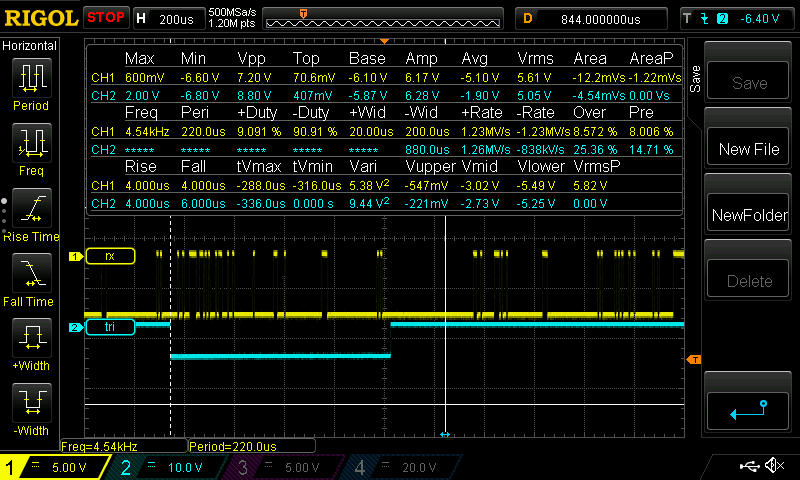 RIGOL STOP H 200us 500MSa/s 1.20M pts T D 844.000000us T 2 -6.40 V
Horizontal
Period
Freq
Rise Time
Fall Time
+Width
-Width
Max Min Vpp Top Base Amp Avg Vrms Area AreaP
CH1 600mV -6.60 V 7.20 V 70.6mV -6.10 V 6.17 V -5.10 V 5.61 V -12.2mVs -1.22mVs
CH2 2.00 V -6.80 V 8.80 V 407mV -5.87 V 6.28 V -1.90 V 5.05 V -4.54mVs 0.00 Vs
Freq Peri +Duty -Duty +Wid -Wid +Rate -Rate Over Pre
CH1 4.54kHz 220.0us 9.091 % 90.91 % 20.00us 200.0us 1.23MV/s -1.23MV/s 8.572 % 8.006 %
CH2 ***** ***** ***** ***** ***** 880.0us 1.26MV/s -838kV/s 25.36 % 14.71 %
Rise Fall tVmax tVmin Vari Vupper Vmid Vlower VrmsP
CH1 4.000us 4.000us -288.0us -316.0us 5.38 V² -547mV -3.02 V -5.49 V 5.82 V
CH2 4.000us 6.000us -336.0us 0.000 s 9.44 V² -221mV -2.73 V -5.25 V 0.00 V
1 rx
2 tri
T
Freq=4.54kHz Period=220.0us
1 5.00 V 2 10.0 V 3 5.00 V 4 20.0 V
Save
Save
New File
NewFolder
Delete